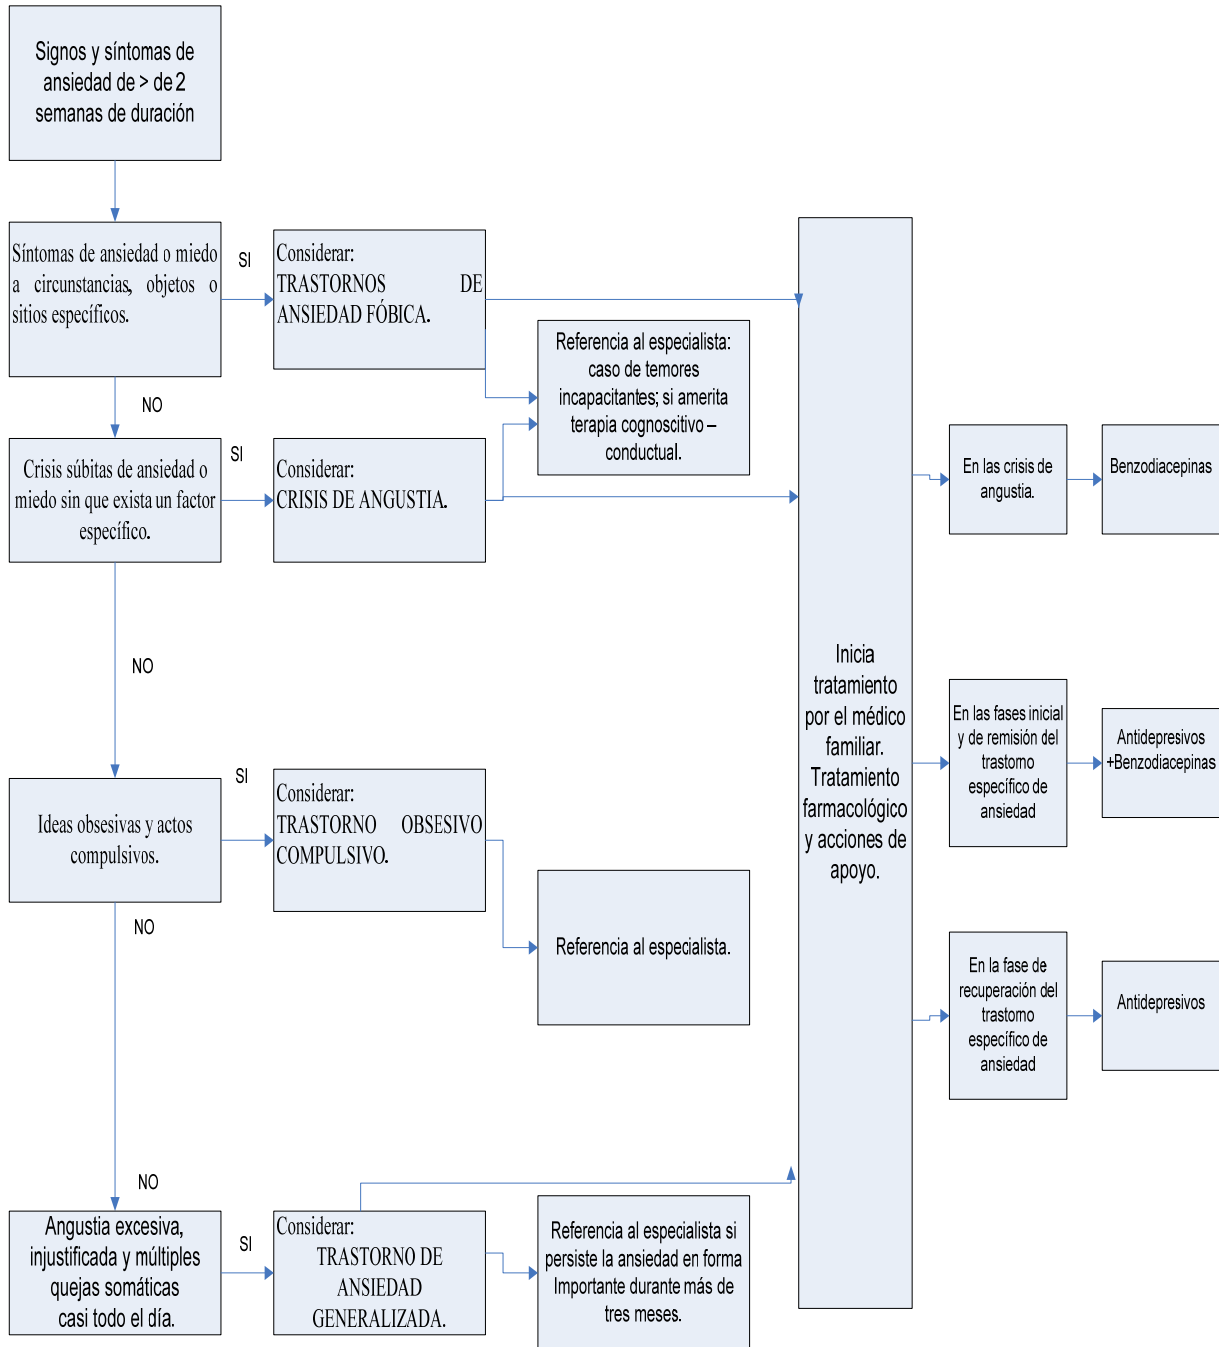 Signos y síntomas de
ansiedad de > de 2
semanas de duración
Síntomas de ansiedad o miedo
a circunstancias, objetos o
sitios específicos.
SI
Considerar:
TRASTORNOS DE
ANSIEDAD FÓBICA.
Referencia al especialista:
caso de temores
incapacitantes; si amerita
terapia cognoscitivo –
conductual.
NO
Crisis súbitas de ansiedad o
miedo sin que exista un factor
específico.
SI
Considerar:
CRISIS DE ANGUSTIA.
NO
Ideas obsesivas y actos
compulsivos.
SI
Considerar:
TRASTORNO OBSESIVO
COMPULSIVO.
Referencia al especialista.
NO
NO
Angustia excesiva,
injustificada y múltiples
quejas somáticas
casi todo el día.
SI
Considerar:
TRASTORNO DE
ANSIEDAD
GENERALIZADA.
Referencia al especialista si
persiste la ansiedad en forma
Importante durante más de
tres meses.
Inicia
tratamiento
por el médico
familiar.
Tratamiento
farmacológico
y acciones de
apoyo.
En las crisis de
angustia.
Benzodiacepinas
En las fases inicial
y de remisión del
trastorno
específico de
ansiedad
Antidepresivos
+Benzodiacepinas
En la fase de
recuperación del
trastorno
específico de
ansiedad
Antidepresivos